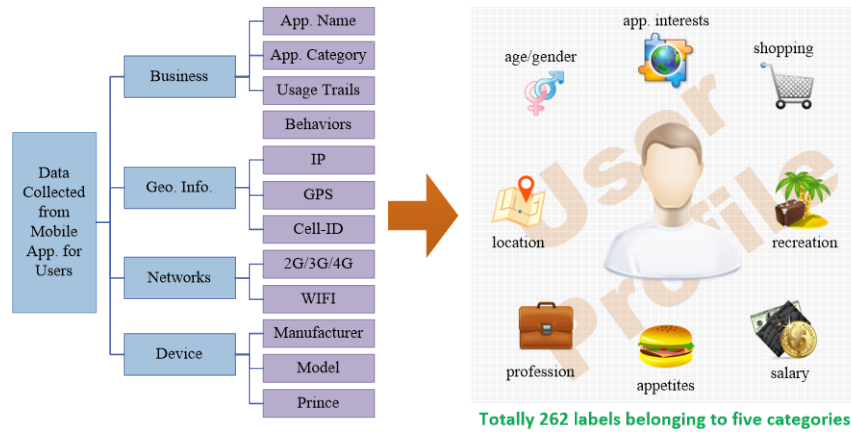 Data
Collected
from
Mobile
App. for
Users
Business
Geo. Info.
Networks
Device
App. Name
App. Category
Usage Trails
Behaviors
IP
GPS
Cell-ID
2G/3G/4G
WIFI
Manufacturer
Model
Prince
app. interests
age/gender
shopping
location
recreation
profession
appetites
salary
User
Profile
Totally 262 labels belonging to five categories